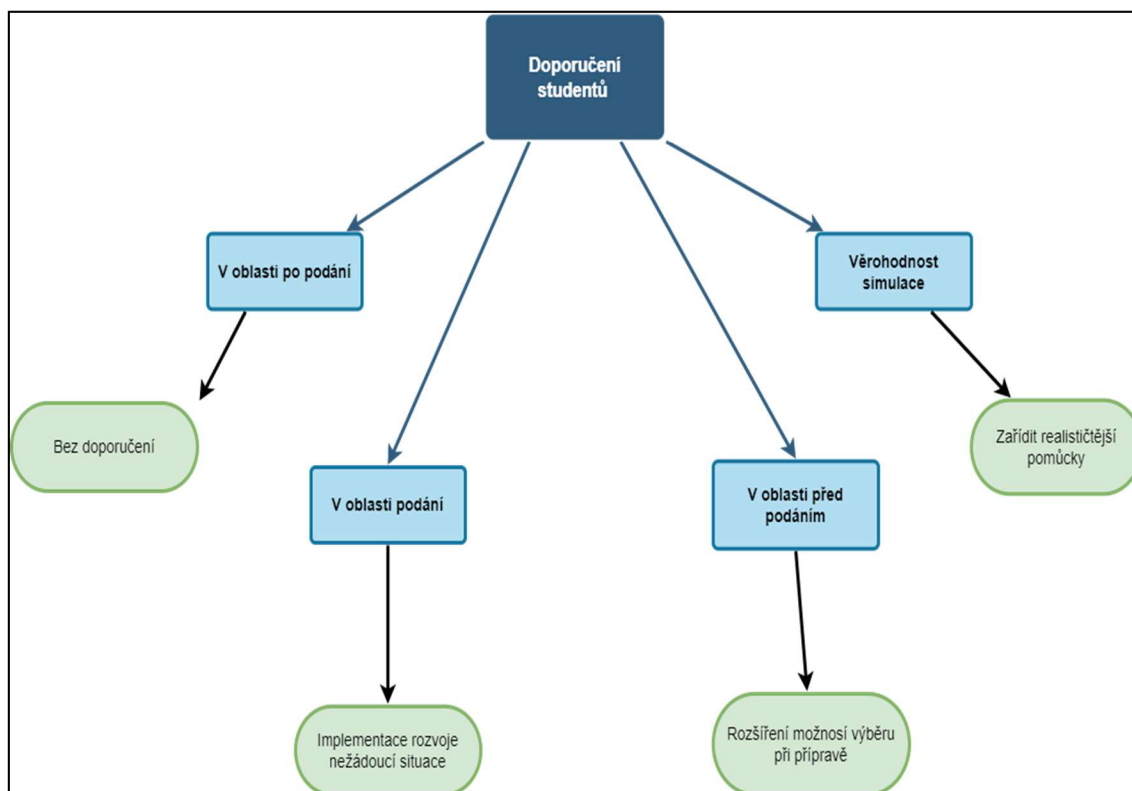 Doporučení
studentů
V oblasti po podání
Věrohodnost
simulace
Bez doporučení
Zařídit realističtější
pomůcky
V oblasti podání
V oblasti před
podáním
Implementace rozvoje
nežádoucí situace
Rozšíření možnosí výběru
při přípravě